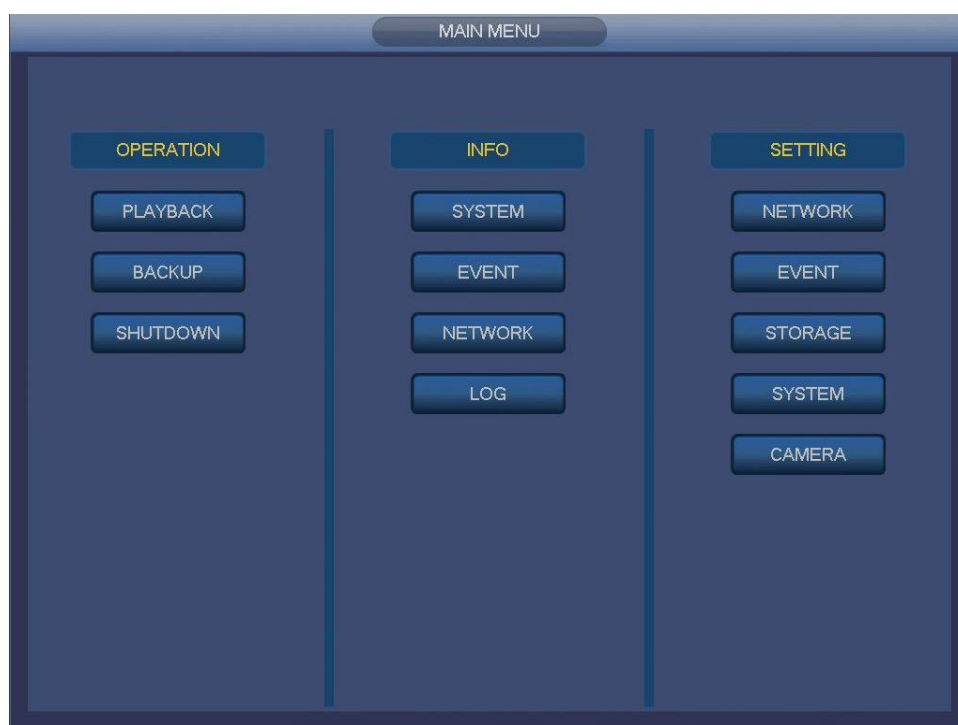 MAIN MENU
OPERATION
PLAYBACK
BACKUP
SHUTDOWN
INFO
SYSTEM
EVENT
NETWORK
LOG
SETTING
NETWORK
EVENT
STORAGE
SYSTEM
CAMERA